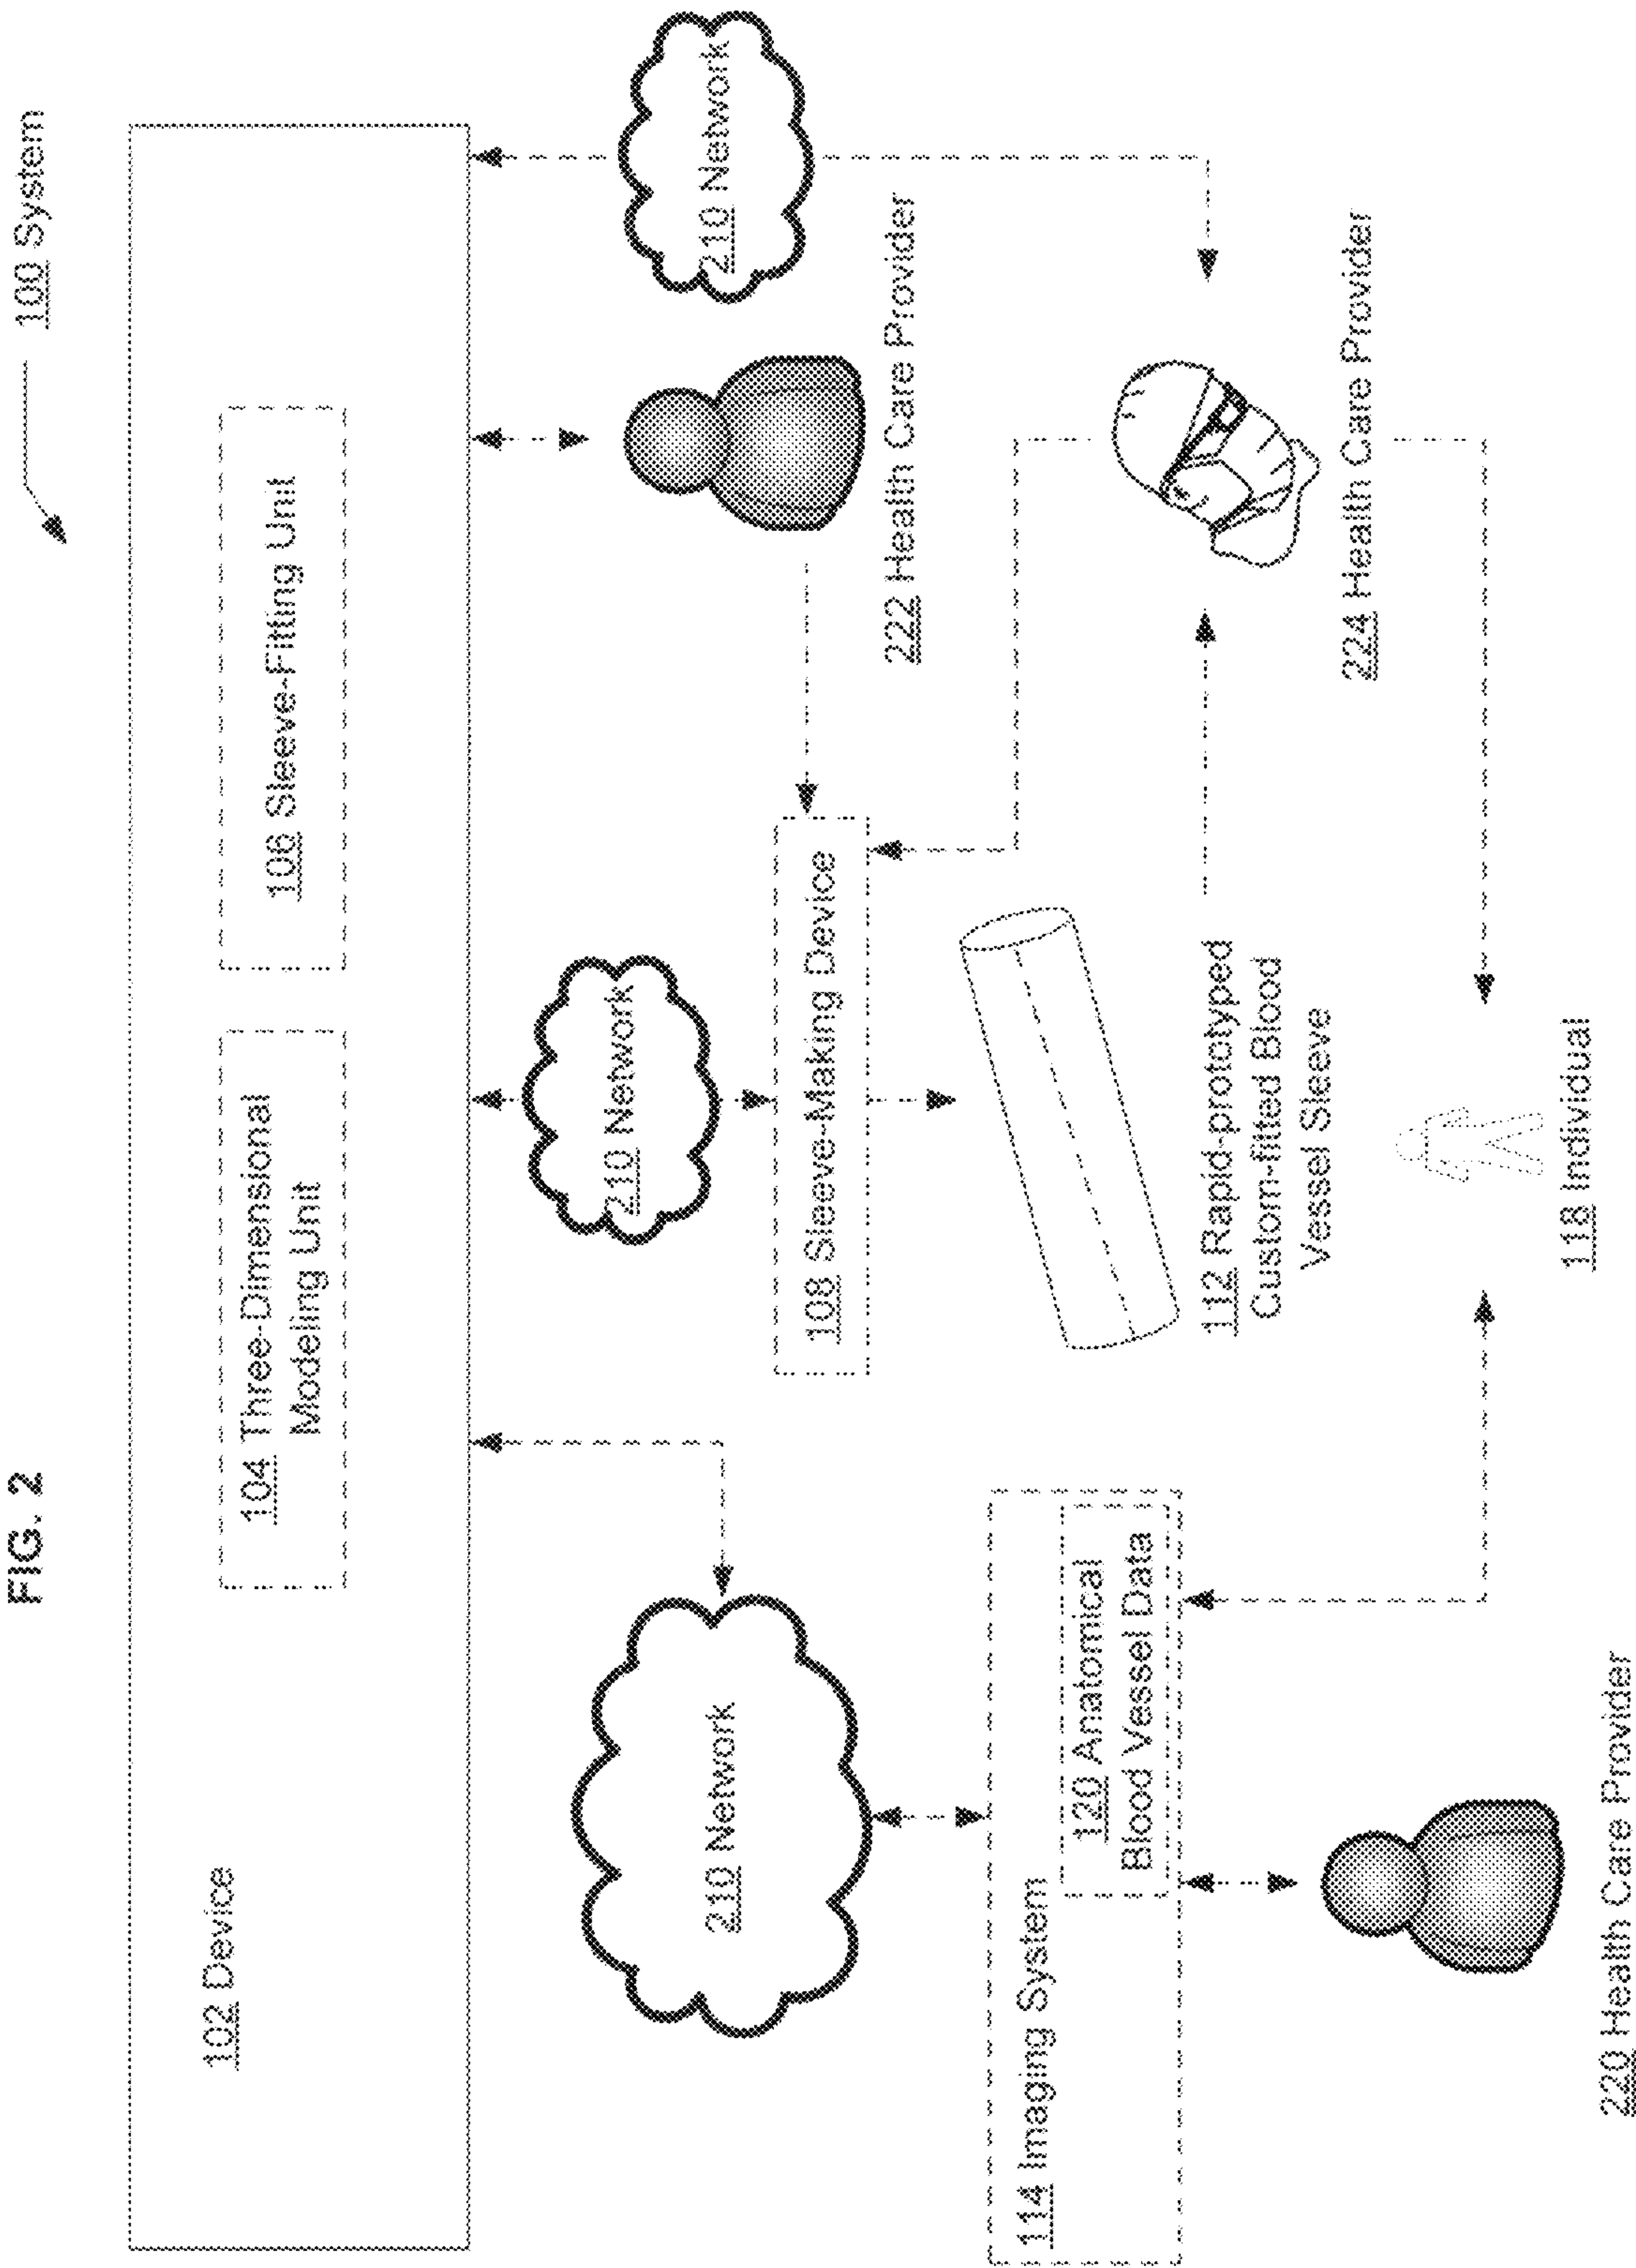 FIG. 2
100 System
102 Device
104 Three-Dimensional
Modeling Unit
106 Sleeve-Fitting Unit
210 Network
210 Network
210 Network
108 Sleeve-Making Device
222 Health Care Provider
114 Imaging System
120 Anatomical
Blood Vessel Data
112 Rapid-prototyped
Custom-fitted Blood
Vessel Sleeve
224 Health Care Provider
118 Individual
220 Health Care Provider